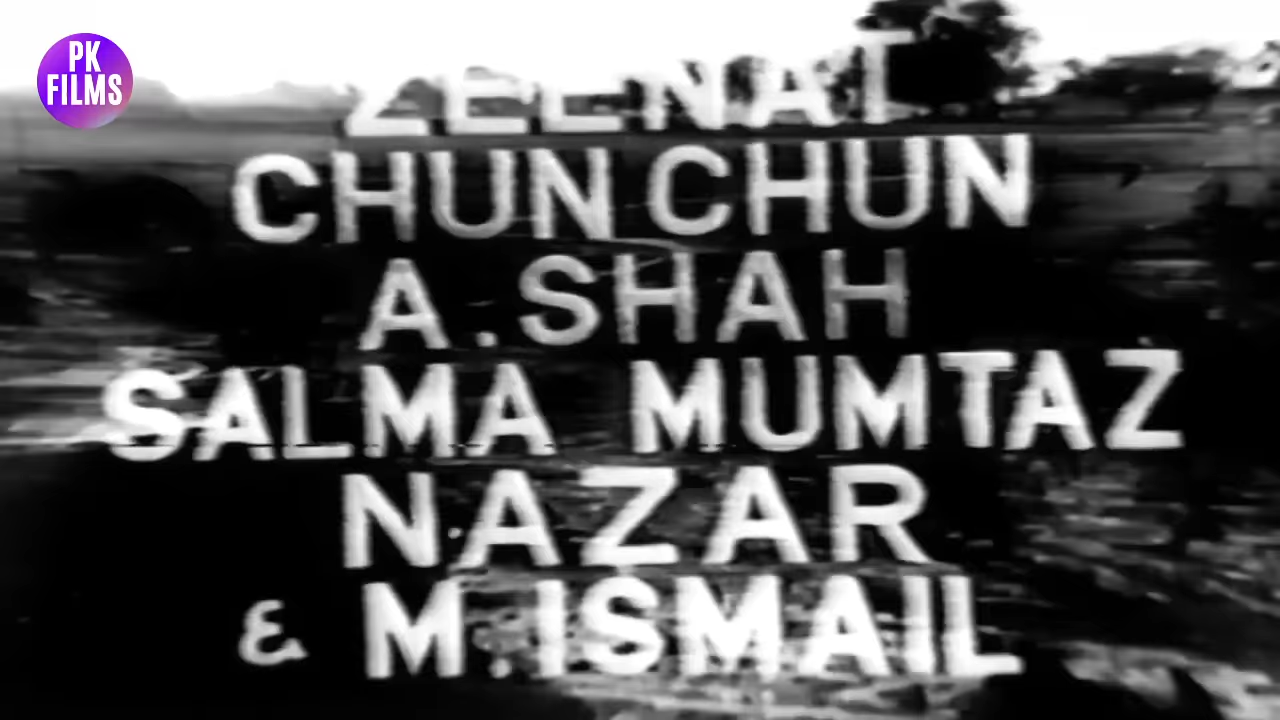 PK
FILMS
ZEENAT
CHUN CHUN
A. SHAH
SALMA MUMTAZ
NAZAR
& M. ISMAIL